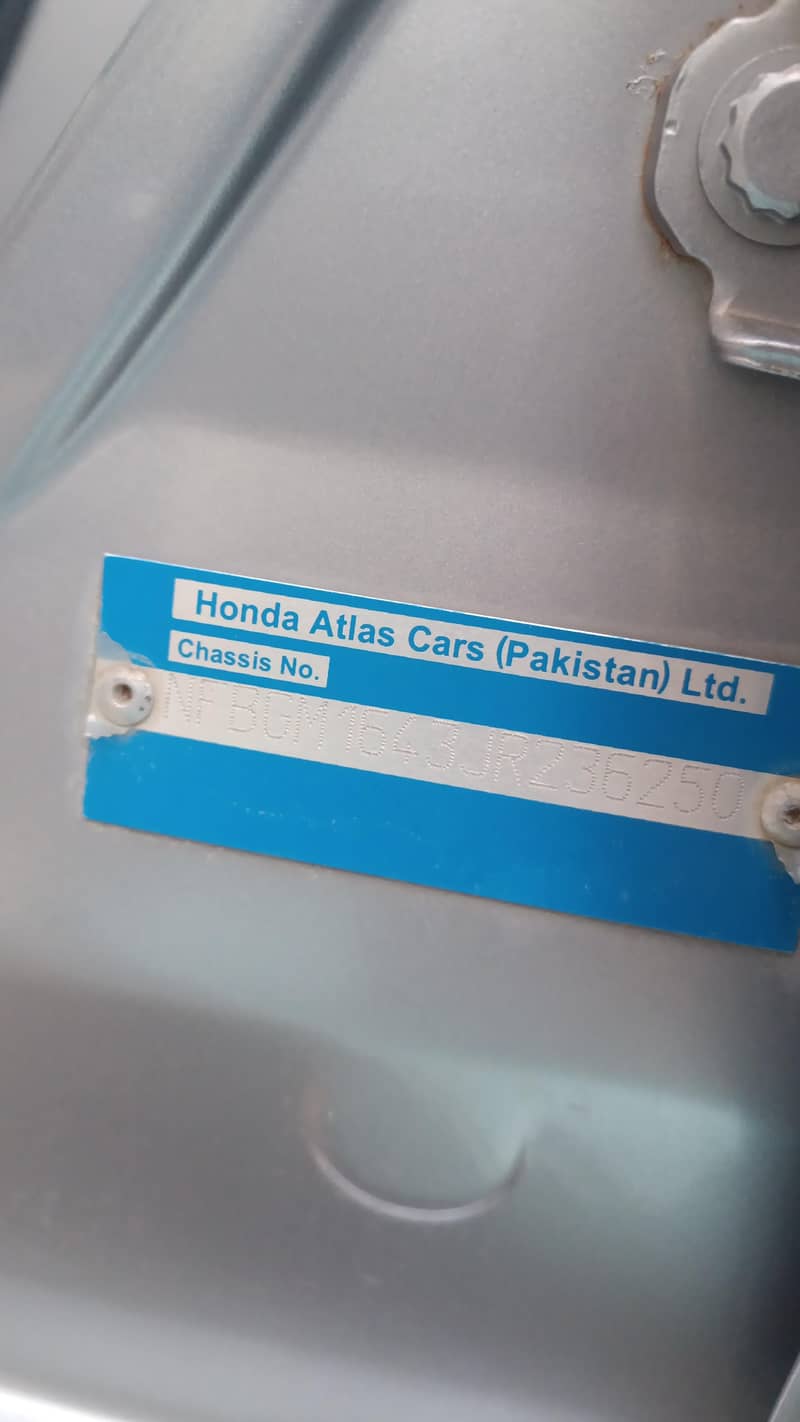 Honda Atlas Cars (Pakistan) Ltd.
Chassis No.
NFBGM1643JR236250